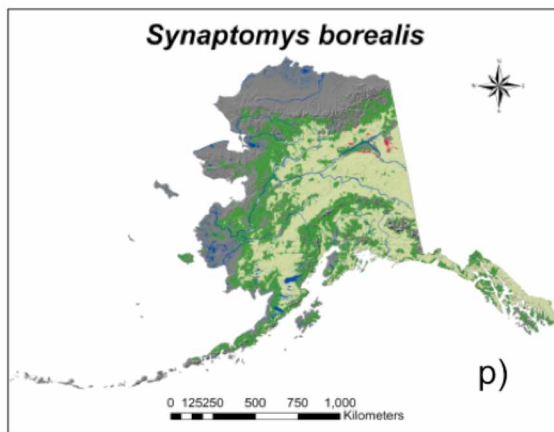 Synaptomys borealis
N
W E
S
p)
0 125250 500 750 1,000
Kilometers